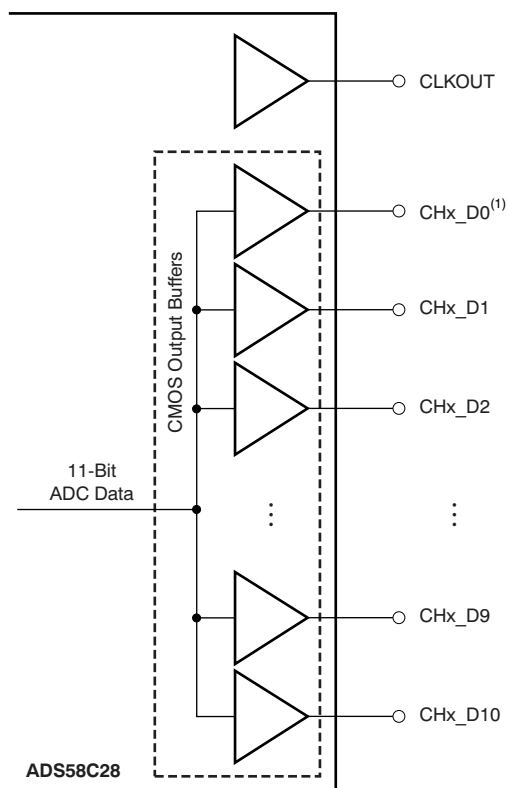 CLKOUT
CHx_D0(1)
CMOS Output Buffers
CHx_D1
CHx_D2
11-Bit
ADC Data
⋮
⋮
CHx_D9
CHx_D10
ADS58C28